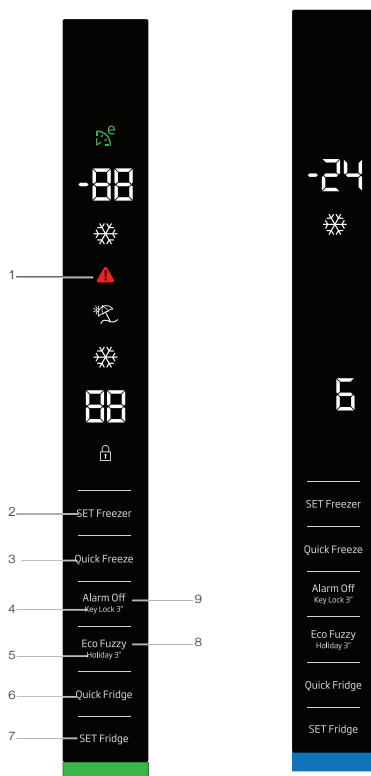 e
-88
1
88
2
SET Freezer
3
Quick Freeze
Alarm Off
9
4
Key Lock 3"
Eco Fuzzy
8
5
Holiday 3"
6
Quick Fridge
7
SET Fridge
-24
6
SET Freezer
Quick Freeze
Alarm Off
Key Lock 3"
Eco Fuzzy
Holiday 3"
Quick Fridge
SET Fridge